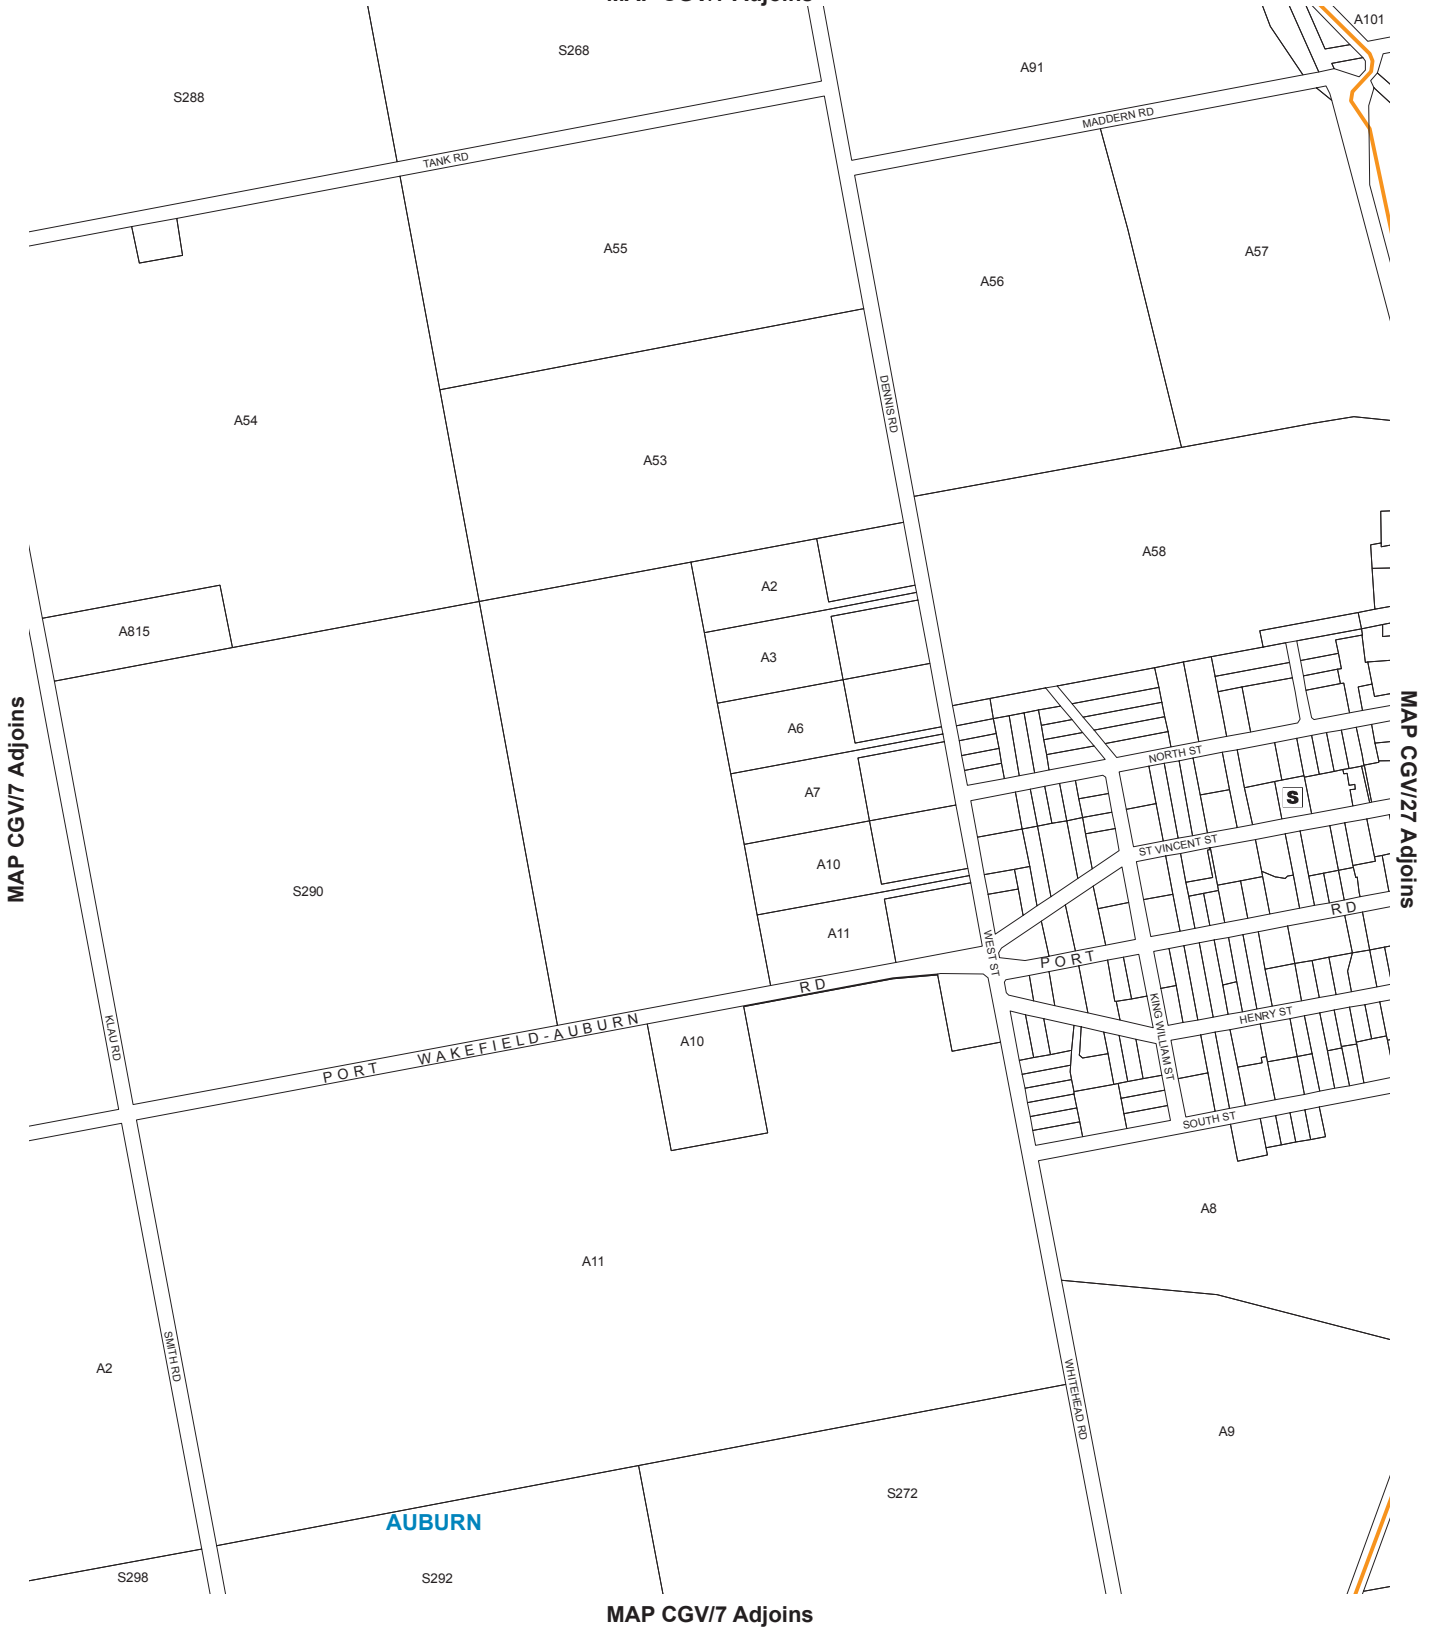 MAP CGV/7 Adjoins
A101
S268
A91
S288
MADDERN RD
TANK RD
A55
A57
A56
DENNIS RD
A54
A53
A58
A2
A815
A3
A6
NORTH ST
A7
S
MAP CGV/7 Adjoins
MAP CGV/27 Adjoins
ST VINCENT ST
A10
S290
RD
A11
WEST ST
PORT
RD
KING WILLIAM ST
HENRY ST
KLAU RD
A10
PORT WAKEFIELD-AUBURN
SOUTH ST
A8
A11
SMITH RD
A2
WHITEHEAD RD
A9
S272
AUBURN
S298
S292
MAP CGV/7 Adjoins